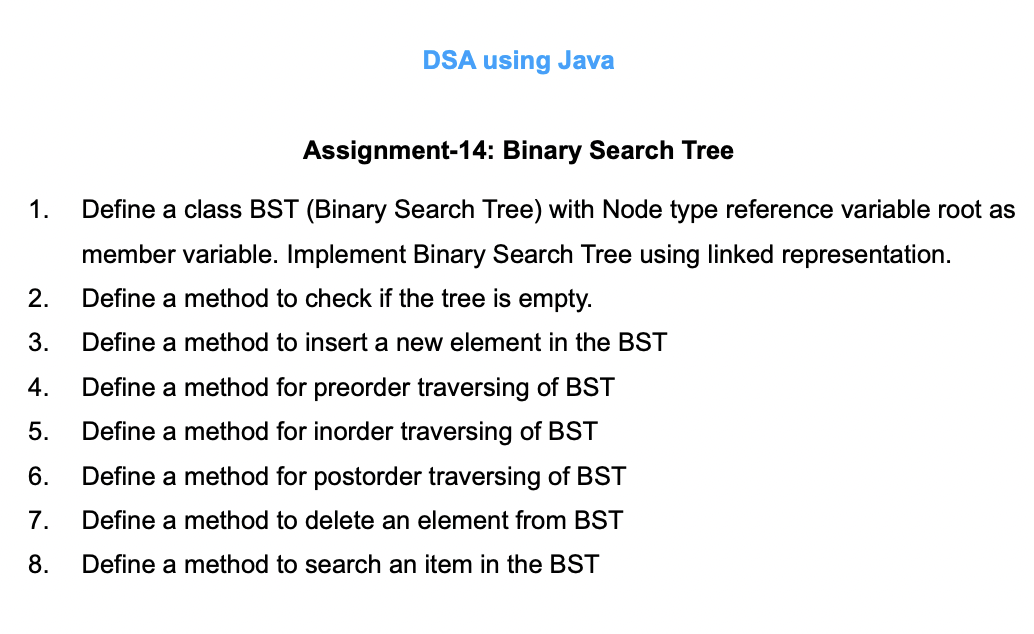 DSA using Java
Assignment-14: Binary Search Tree
1. Define a class BST (Binary Search Tree) with Node type reference variable root as
member variable. Implement Binary Search Tree using linked representation.
2. Define a method to check if the tree is empty.
3. Define a method to insert a new element in the BST
4. Define a method for preorder traversing of BST
5. Define a method for inorder traversing of BST
6. Define a method for postorder traversing of BST
7. Define a method to delete an element from BST
8. Define a method to search an item in the BST